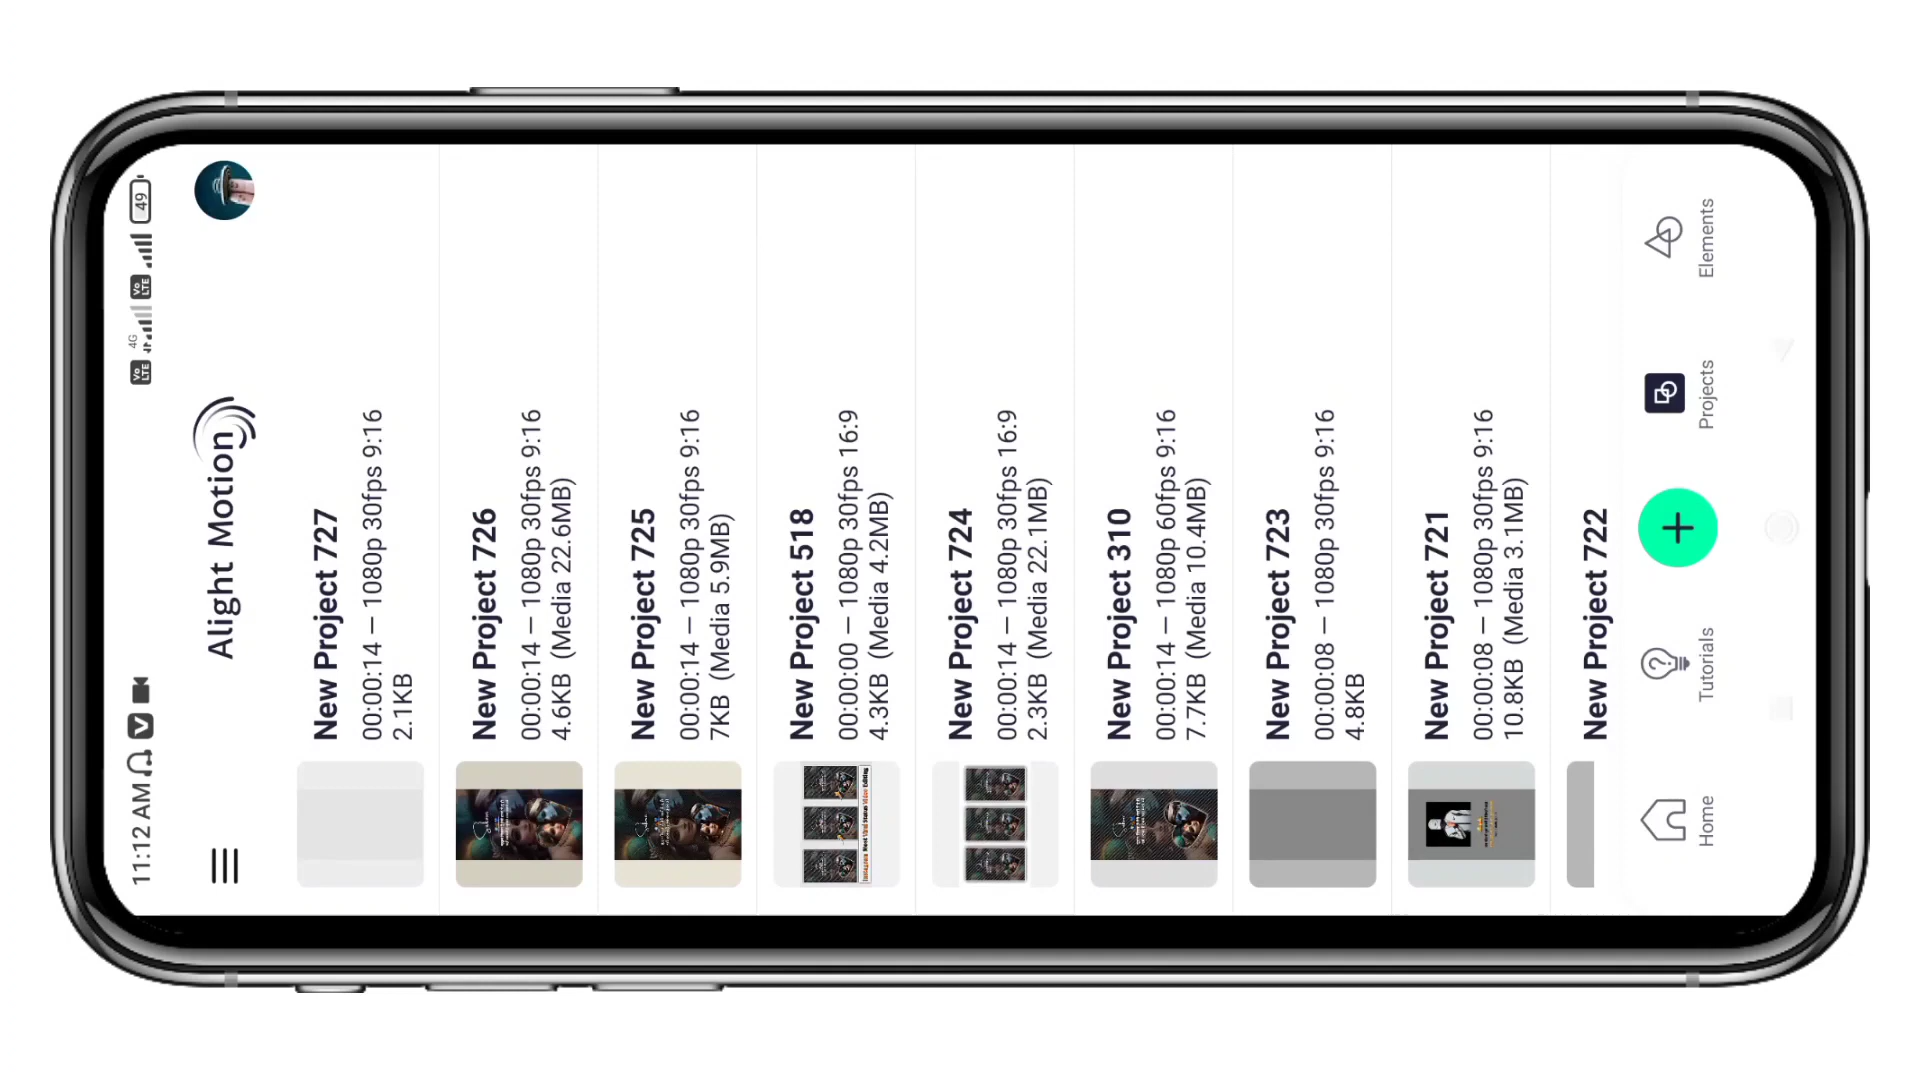 11:12 AM
4G
Vo LTE
Vo LTE
49
Alight Motion
New Project 727
00:00:14 — 1080p 30fps 9:16
2.1KB
New Project 726
00:00:14 — 1080p 30fps 9:16
4.6KB (Media 22.6MB)
New Project 725
00:00:14 — 1080p 30fps 9:16
7KB (Media 5.9MB)
New Project 518
00:00:00 — 1080p 30fps 16:9
4.3KB (Media 4.2MB)
New Project 724
00:00:14 — 1080p 30fps 16:9
2.3KB (Media 22.1MB)
New Project 310
00:00:14 — 1080p 60fps 9:16
7.7KB (Media 10.4MB)
New Project 723
00:00:08 — 1080p 30fps 9:16
4.8KB
New Project 721
00:00:08 — 1080p 30fps 9:16
10.8KB (Media 3.1MB)
New Project 722
Home
Tutorials
Projects
Elements